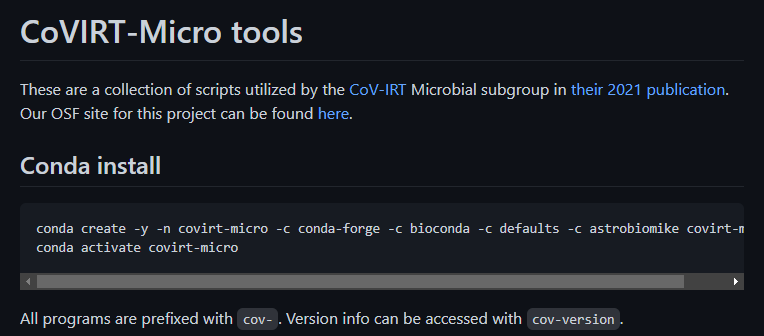 CoVIRT-Micro tools
These are a collection of scripts utilized by the CoV-IRT Microbial subgroup in their 2021 publication.
Our OSF site for this project can be found here.
Conda install
conda create -y -n covirt-micro -c conda-forge -c bioconda -c defaults -c astrobiomike
conda activate covirt-micro
All programs are prefixed with cov-. Version info can be accessed with cov-version.